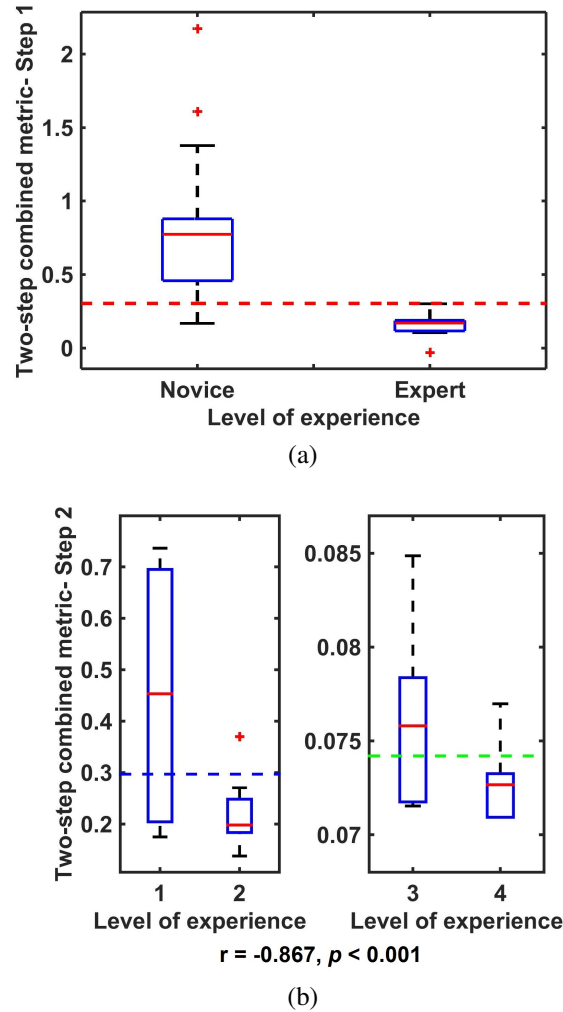 Two-step combined metric- Step 1
2
1.5
1
0.5
0
Novice Expert
Level of experience
(a)
Two-step combined metric- Step 2
0.7
0.6
0.5
0.4
0.3
0.2
1 2
Level of experience
0.085
0.08
0.075
0.07
3 4
Level of experience
r = -0.867, p < 0.001
(b)